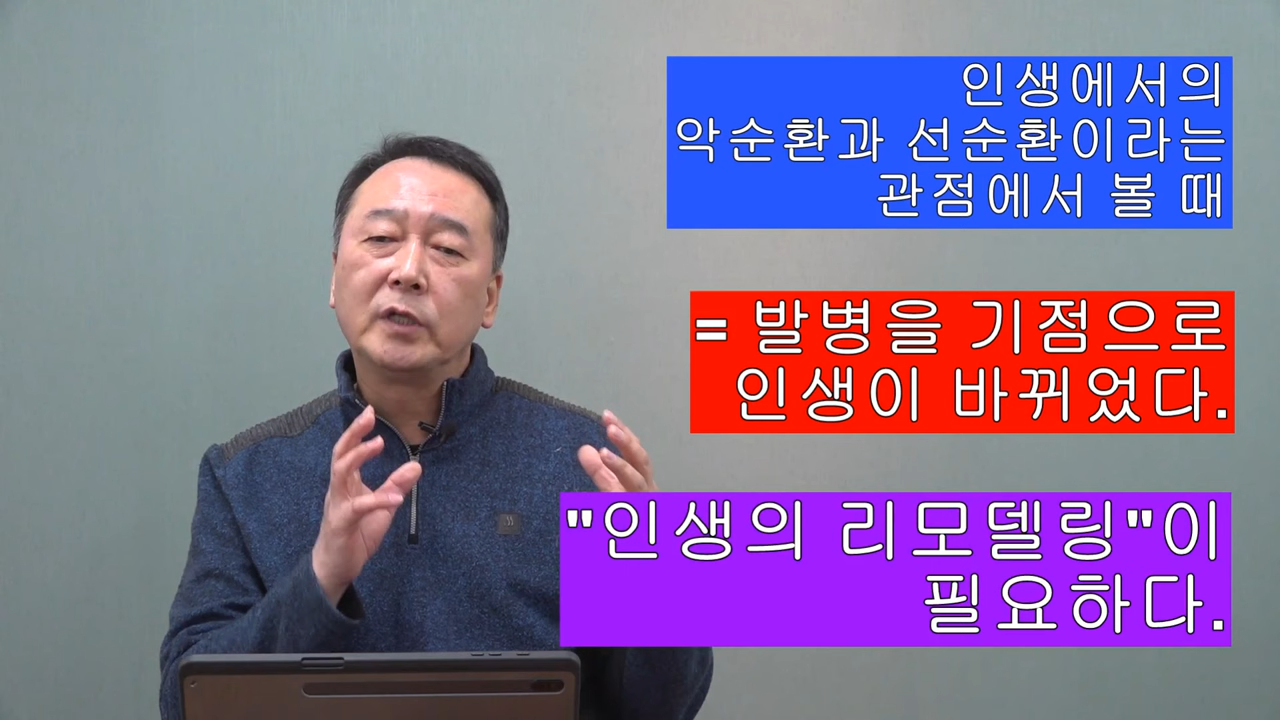 인생에서의
악순환과 선순환이라는
관점에서 볼 때
= 발병을 기점으로
인생이 바뀌었다.
"인생의 리모델링"이
필요하다.